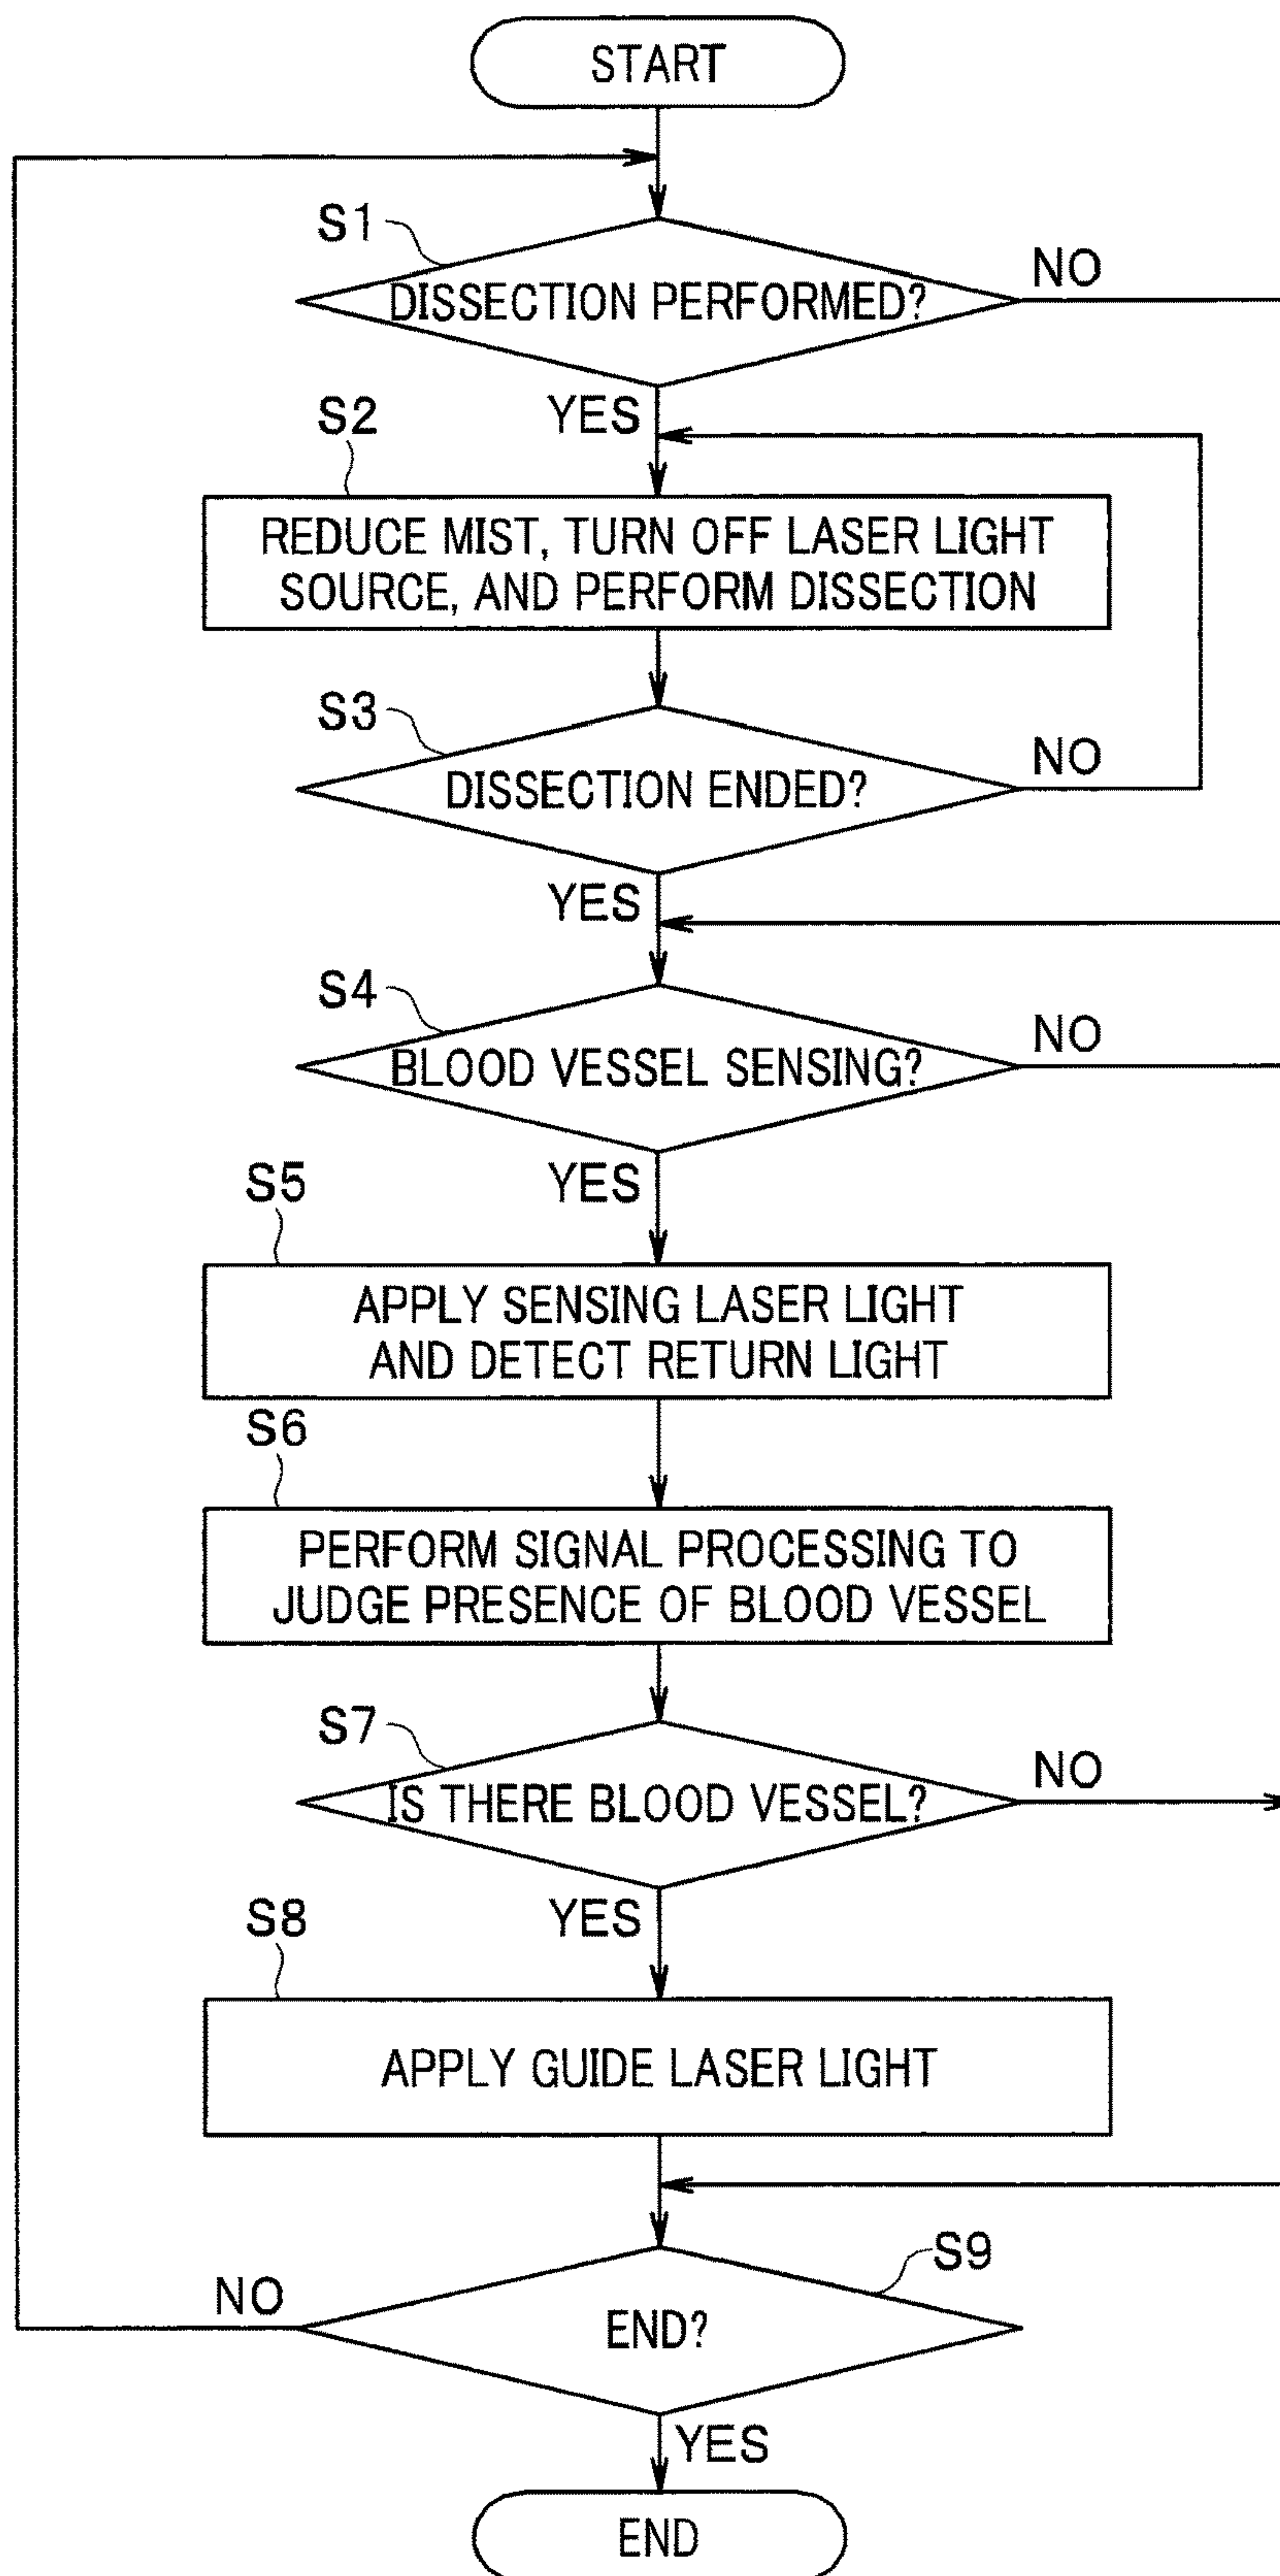 START
S1
DISSECTION PERFORMED?
NO
YES
S2
REDUCE MIST, TURN OFF LASER LIGHT
SOURCE, AND PERFORM DISSECTION
S3
DISSECTION ENDED?
NO
YES
S4
BLOOD VESSEL SENSING?
NO
YES
S5
APPLY SENSING LASER LIGHT
AND DETECT RETURN LIGHT
S6
PERFORM SIGNAL PROCESSING TO
JUDGE PRESENCE OF BLOOD VESSEL
S7
IS THERE BLOOD VESSEL?
NO
YES
S8
APPLY GUIDE LASER LIGHT
S9
NO
END?
YES
END